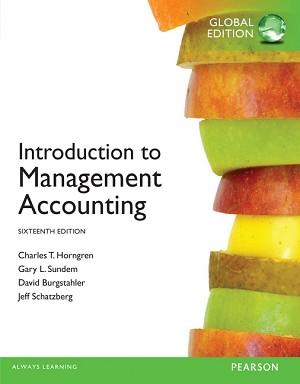 GLOBAL
EDITION
Introduction to
Management
Accounting
SIXTEENTH EDITION
Charles T. Horngren
Gary L. Sundem
David Burgstahler
Jeff Schatzberg
ALWAYS LEARNING
PEARSON